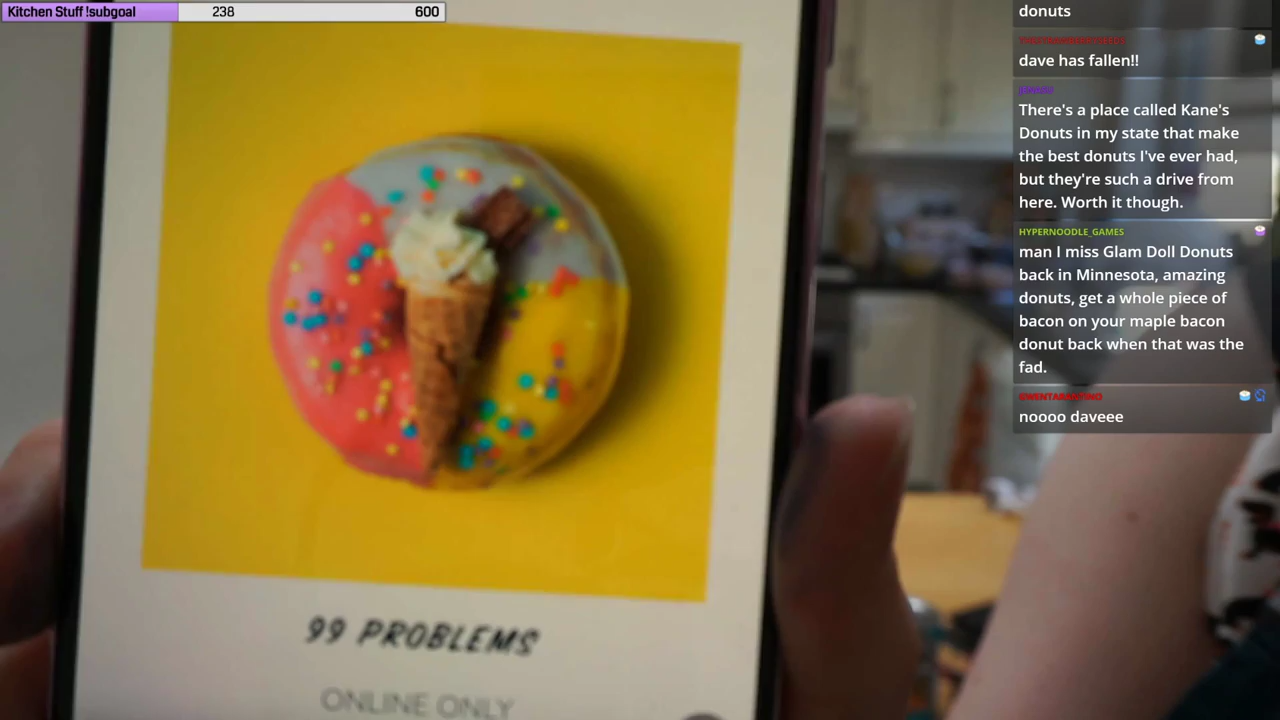 Kitchen Stuff !subgoal 238 600
99 PROBLEMS
ONLINE ONLY
donuts
dave has fallen!!
There's a place called Kane's
Donuts in my state that make
the best donuts I've ever had,
but they're such a drive from
here. Worth it though.
HYPERNOODLE_GAMES
man I miss Glam Doll Donuts
back in Minnesota, amazing
donuts, get a whole piece of
bacon on your maple bacon
donut back when that was the
fad.
noooo daveee